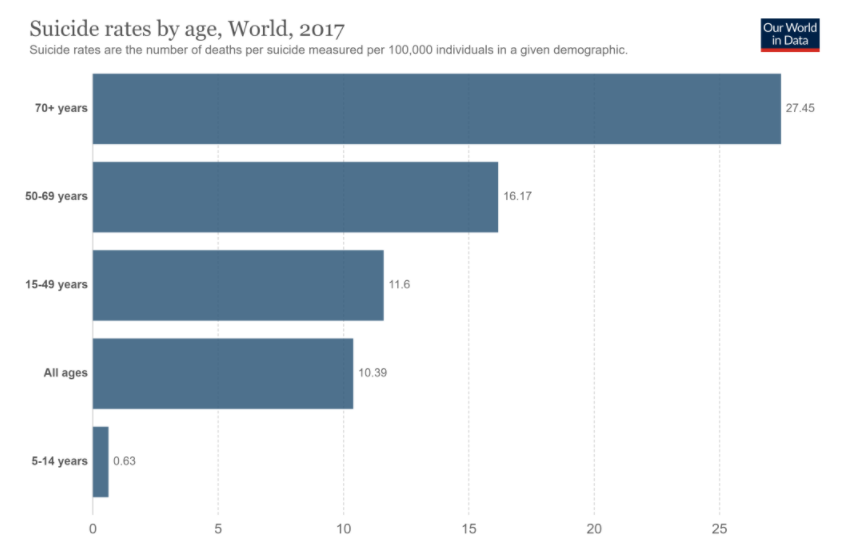 Suicide rates by age, World, 2017
Suicide rates are the number of deaths per suicide measured per 100,000 individuals in a given demographic.
Our World
in Data
70+ years
27.45
50-69 years
16.17
15-49 years
11.6
All ages
10.39
5-14 years
0.63
0
5
10
15
20
25